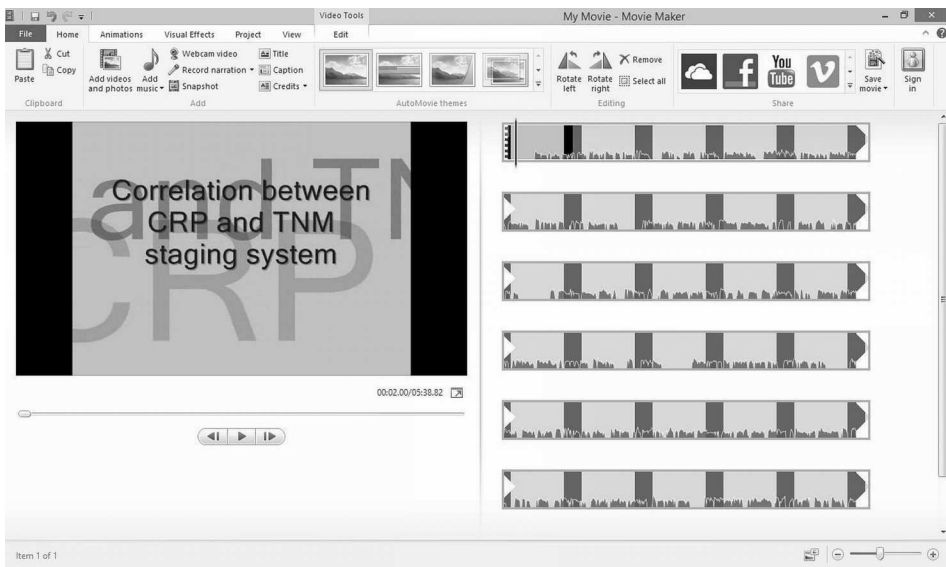 Video Tools
My Movie - Movie Maker
File Home Animations Visual Effects Project View Edit
Paste
Cut
Copy
Clipboard
Add videos and photos
Add music
Webcam video
Record narration
Snapshot
Title
Caption
Credits
Add
AutoMovie themes
Rotate left
Rotate right
Remove
Select all
Editing
f
You Tube
v
Share
Save movie
Sign in
and TN
CRP
Correlation between
CRP and TNM
staging system
00:02.00/05:38.82
Item 1 of 1